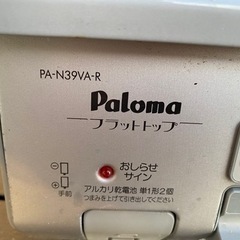 PA-N39VA-R
Paloma
フラットトップ
おしらせ
サイン
⊖
⊕
手前
アルカリ乾電池 単1形2個
つまみを上げて引き出してください